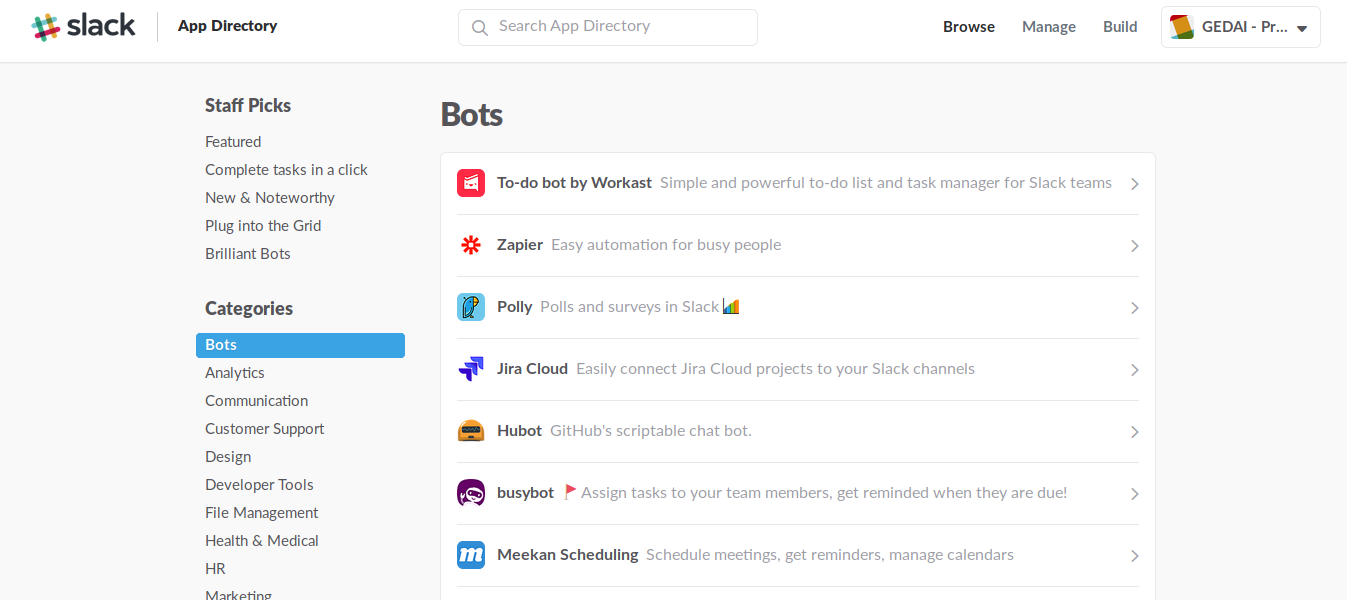 slack
App Directory
Search App Directory
Browse
Manage
Build
GEDAI - Pr...
Staff Picks
Featured
Complete tasks in a click
New & Noteworthy
Plug into the Grid
Brilliant Bots
Categories
Bots
Analytics
Communication
Customer Support
Design
Developer Tools
File Management
Health & Medical
HR
Marketing
Bots
To-do bot by Workast Simple and powerful to-do list and task manager for Slack teams
Zapier Easy automation for busy people
Polly Polls and surveys in Slack
Jira Cloud Easily connect Jira Cloud projects to your Slack channels
Hubot GitHub's scriptable chat bot.
busybot Assign tasks to your team members, get reminded when they are due!
m Meekan Scheduling Schedule meetings, get reminders, manage calendars